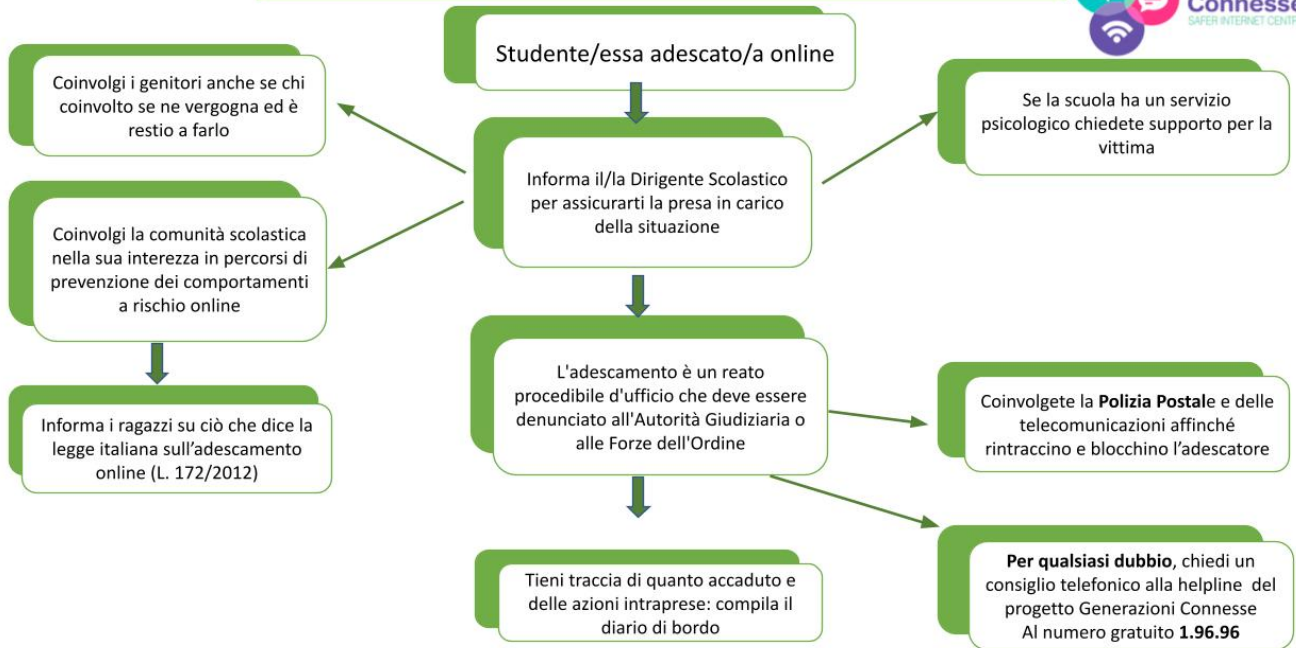 Connesse
SAFER INTERNET CENTR
Studente/essa adescato/a online
Coinvolgi i genitori anche se chi
coinvolto se ne vergogna ed è
restio a farlo
Se la scuola ha un servizio
psicologico chiedete supporto per la
vittima
Informa il/la Dirigente Scolastico
per assicurarti la presa in carico
della situazione
Coinvolgi la comunità scolastica
nella sua interezza in percorsi di
prevenzione dei comportamenti
a rischio online
L'adescamento è un reato
procedibile d'ufficio che deve essere
denunciato all'Autorità Giudiziaria o
alle Forze dell'Ordine
Coinvolgete la Polizia Postale e delle
telecomunicazioni affinché
rintraccino e blocchino l’adescatore
Informa i ragazzi su ciò che dice la
legge italiana sull’adescamento
online (L. 172/2012)
Tieni traccia di quanto accaduto e
delle azioni intraprese: compila il
diario di bordo
Per qualsiasi dubbio, chiedi un
consiglio telefonico alla helpline del
progetto Generazioni Connesse
Al numero gratuito 1.96.96